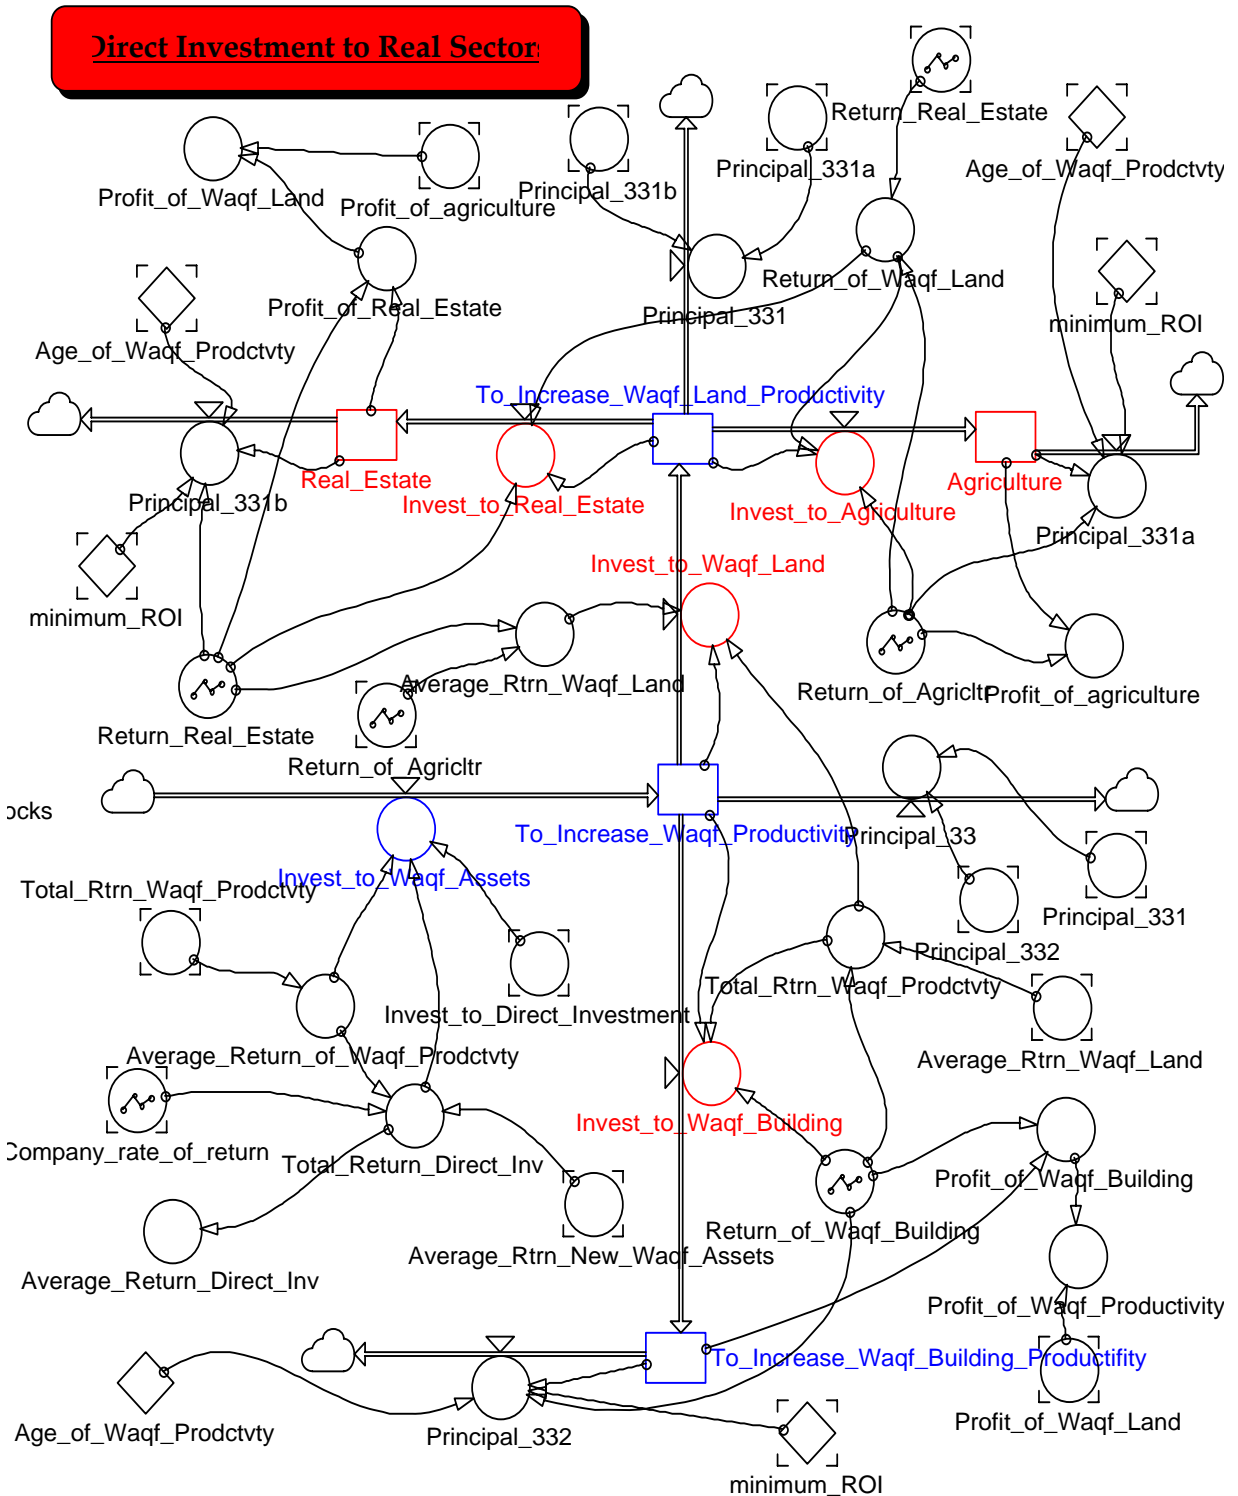 Direct Investment to Real Sector
Return_Real_Estate
Principal_331a
Age_of_Waqf_Prodctvty
Principal_331b
Profit_of_Waqf_Land
Profit_of_agriculture
Return_of_Waqf_Land
Profit_of_Real_Estate
Principal_331
minimum_ROI
Age_of_Waqf_Prodctvty
To_Increase_Waqf_Land_Productivity
Real_Estate
Agriculture
Principal_331b
Invest_to_Real_Estate
Invest_to_Agriculture
Principal_331a
Invest_to_Waqf_Land
minimum_ROI
Average_Rtrn_Waqf_Land
Return_of_Agricltr
Profit_of_agriculture
Return_Real_Estate
Return_of_Agricltr
ocks
To_Increase_Waqf_Productivity
Principal_33
Invest_to_Waqf_Assets
Total_Rtrn_Waqf_Prodctvty
Principal_331
Principal_332
Total_Rtrn_Waqf_Prodctvty
Invest_to_Direct_Investment
Average_Return_of_Waqf_Prodctvty
Average_Rtrn_Waqf_Land
Invest_to_Waqf_Building
Company_rate_of_return
Total_Return_Direct_Inv
Profit_of_Waqf_Building
Return_of_Waqf_Building
Average_Rtrn_New_Waqf_Assets
Average_Return_Direct_Inv
Profit_of_Waqf_Productivity
To_Increase_Waqf_Building_Productifity
Age_of_Waqf_Prodctvty
Principal_332
Profit_of_Waqf_Land
minimum_ROI